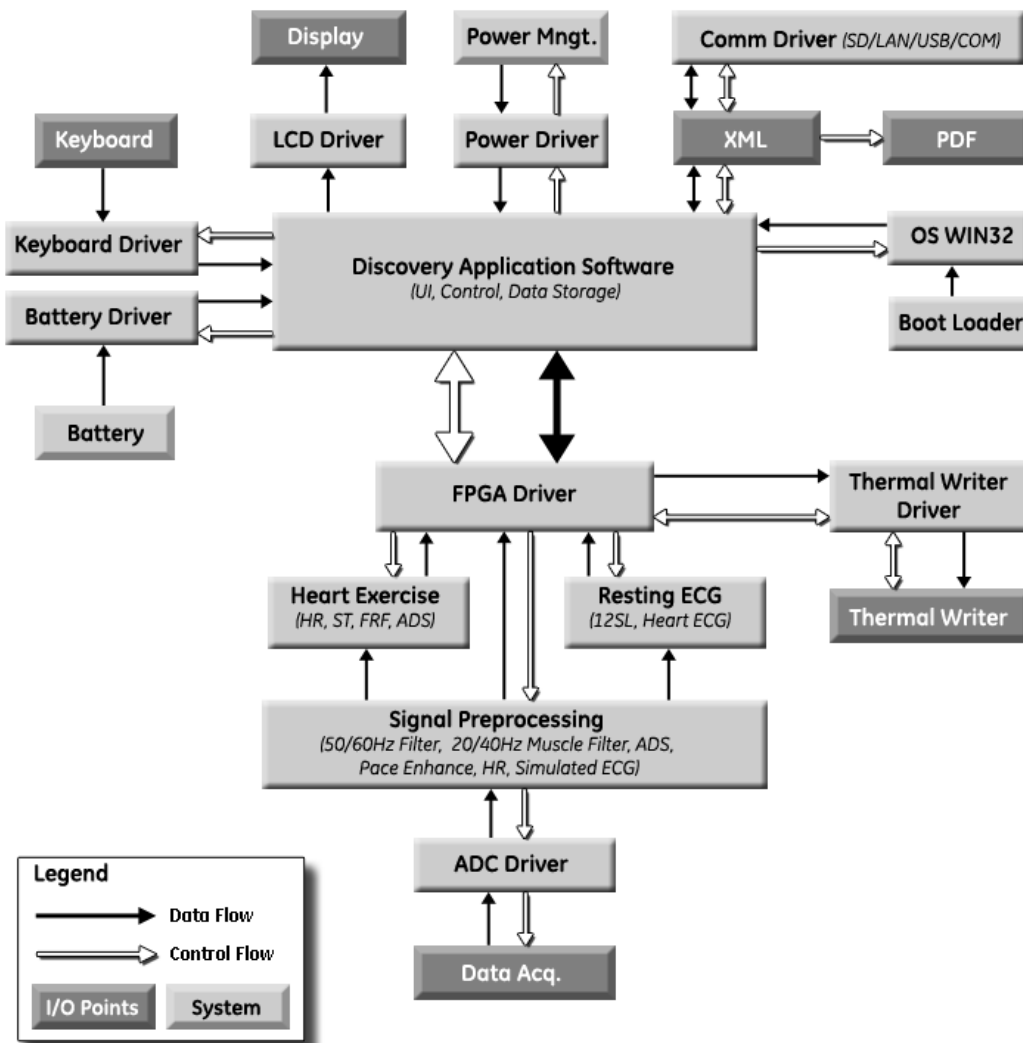 Display
Power Mngt.
Comm Driver (SD/LAN/USB/COM)
Keyboard
LCD Driver
Power Driver
XML
PDF
Keyboard Driver
Discovery Application Software
(UI, Control, Data Storage)
OS WIN32
Battery Driver
Boot Loader
Battery
FPGA Driver
Thermal Writer
Driver
Heart Exercise
(HR, ST, FRF, ADS)
Resting ECG
(12SL, Heart ECG)
Thermal Writer
Signal Preprocessing
(50/60Hz Filter, 20/40Hz Muscle Filter, ADS,
Pace Enhance, HR, Simulated ECG)
ADC Driver
Data Acq.
Legend
Data Flow
Control Flow
I/O Points
System